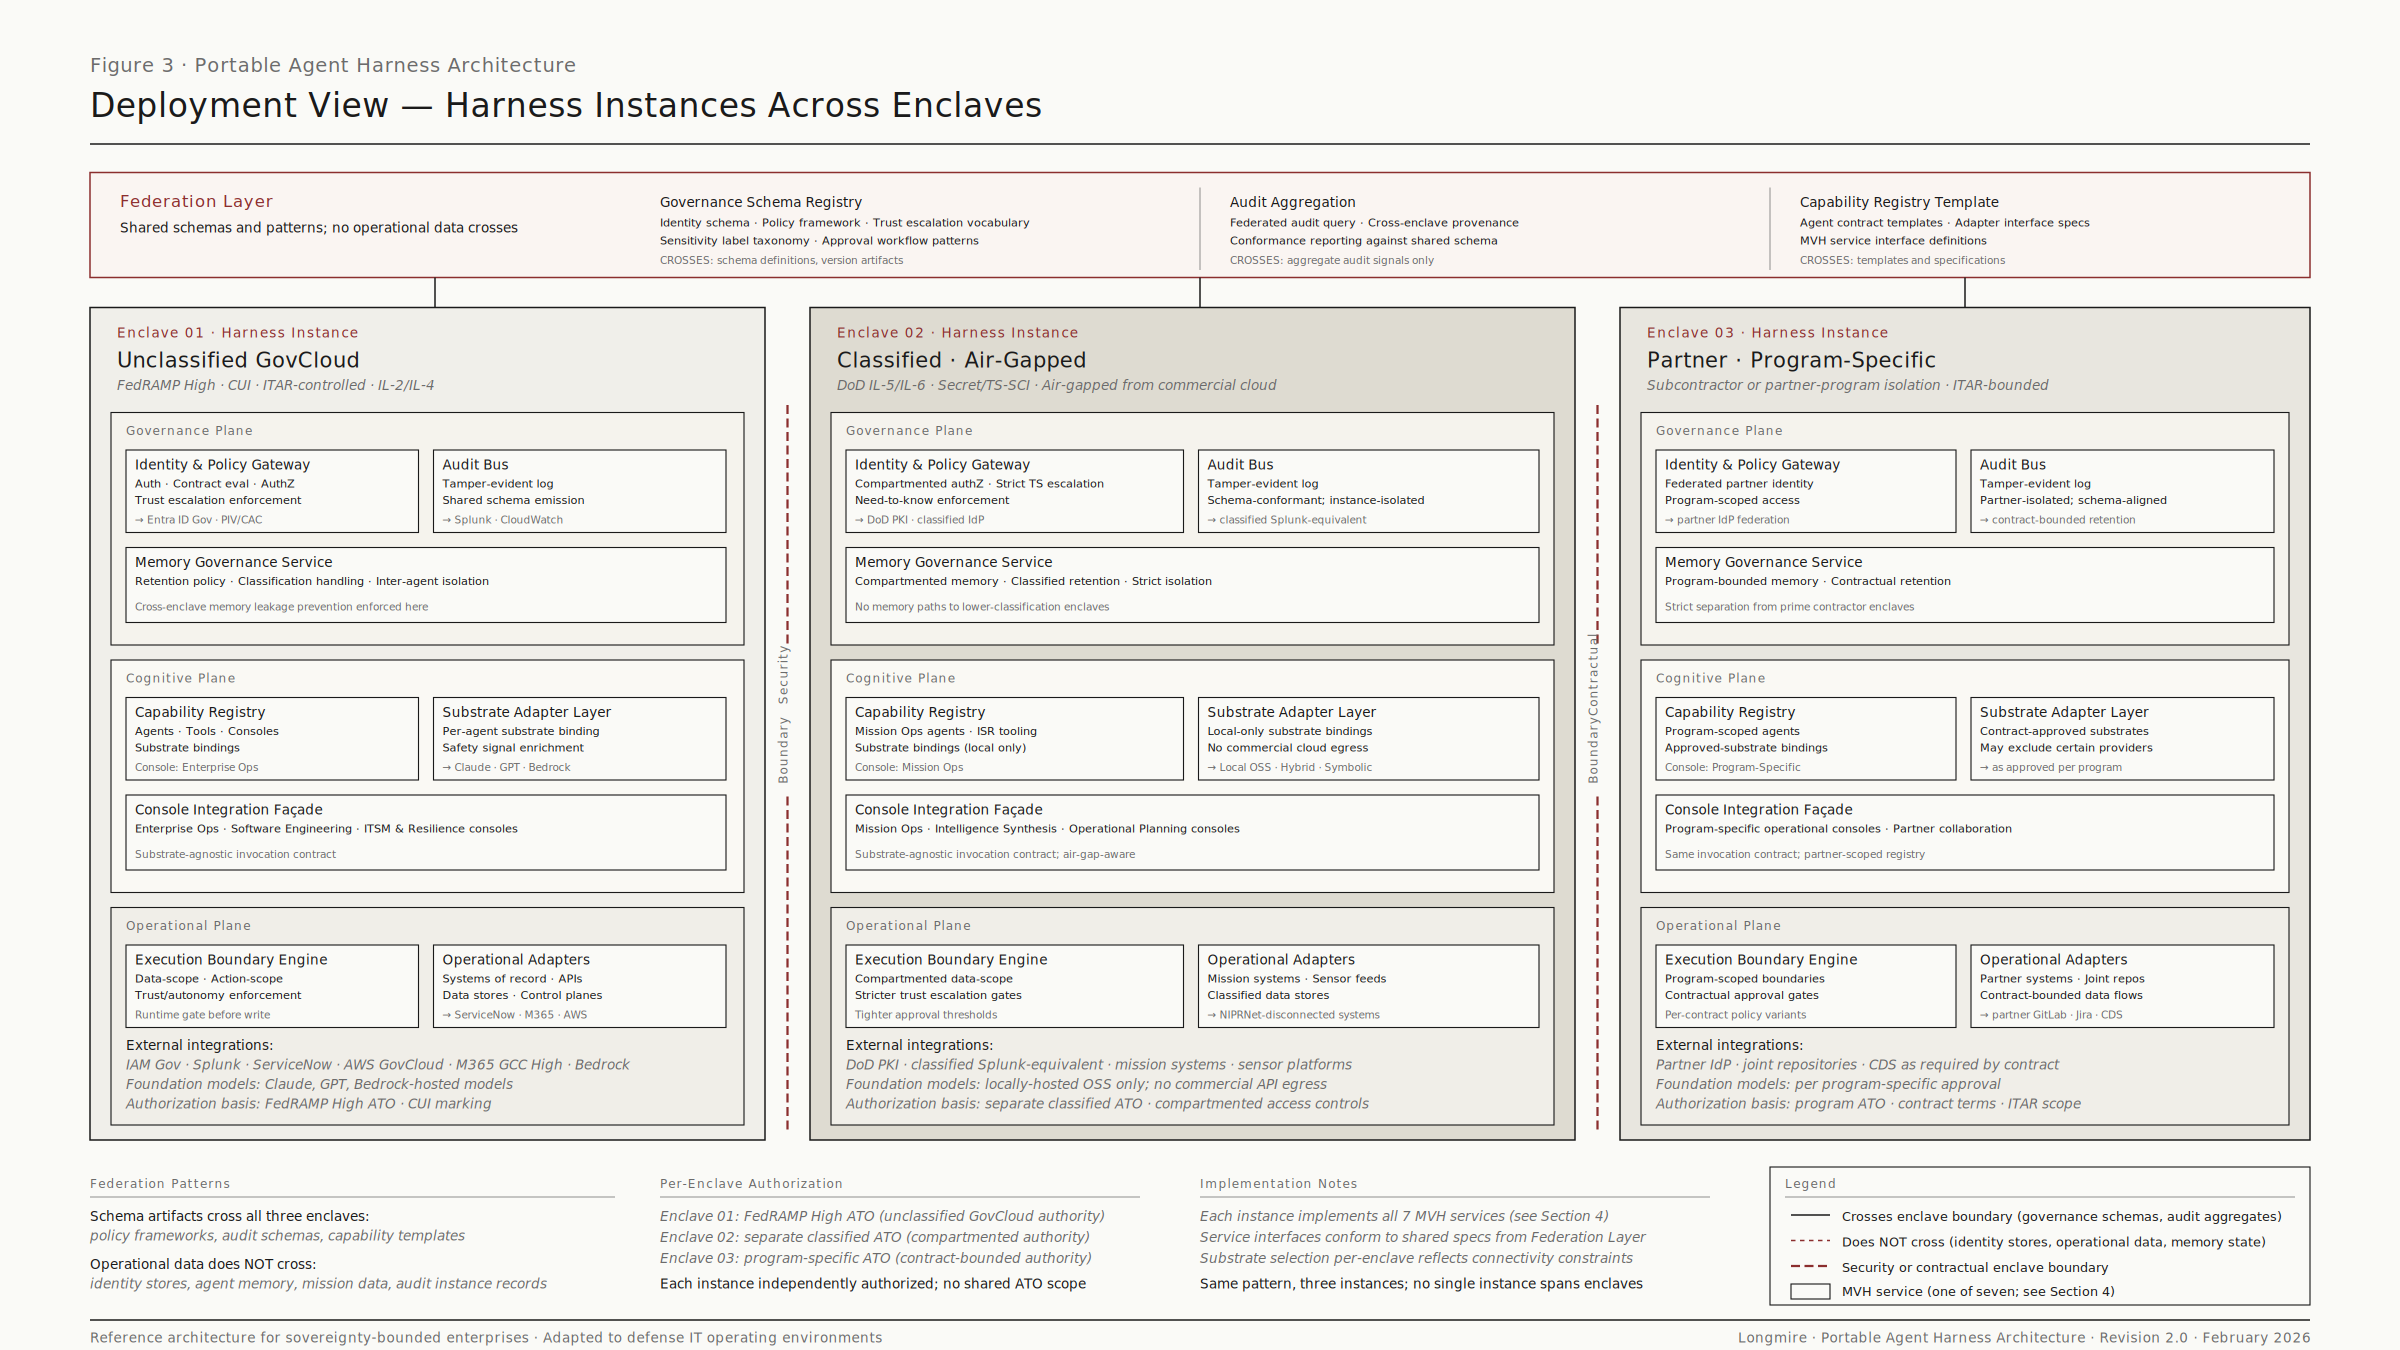 Figure 3 · Portable Agent Harness Architecture
Deployment View — Harness Instances Across Enclaves
Federation Layer
Shared schemas and patterns; no operational data crosses
Governance Schema Registry
Identity schema · Policy framework · Trust escalation vocabulary
Sensitivity label taxonomy · Approval workflow patterns
CROSSES: schema definitions, version artifacts
Audit Aggregation
Federated audit query · Cross-enclave provenance
Conformance reporting against shared schema
CROSSES: aggregate audit signals only
Capability Registry Template
Agent contract templates · Adapter interface specs
MVH service interface definitions
CROSSES: templates and specifications
Enclave 01 · Harness Instance
Unclassified GovCloud
FedRAMP High · CUI · ITAR-controlled · IL-2/IL-4
Governance Plane
Identity & Policy Gateway
Auth · Contract eval · AuthZ
Trust escalation enforcement
→ Entra ID Gov · PIV/CAC
Audit Bus
Tamper-evident log
Shared schema emission
→ Splunk · CloudWatch
Memory Governance Service
Retention policy · Classification handling · Inter-agent isolation
Cross-enclave memory leakage prevention enforced here
Cognitive Plane
Capability Registry
Agents · Tools · Consoles
Substrate bindings
Console: Enterprise Ops
Substrate Adapter Layer
Per-agent substrate binding
Safety signal enrichment
→ Claude · GPT · Bedrock
Console Integration Façade
Enterprise Ops · Software Engineering · ITSM & Resilience consoles
Substrate-agnostic invocation contract
Operational Plane
Execution Boundary Engine
Data-scope · Action-scope
Trust/autonomy enforcement
Runtime gate before write
Operational Adapters
Systems of record · APIs
Data stores · Control planes
→ ServiceNow · M365 · AWS
External integrations:
IAM Gov · Splunk · ServiceNow · AWS GovCloud · M365 GCC High · Bedrock
Foundation models: Claude, GPT, Bedrock-hosted models
Authorization basis: FedRAMP High ATO · CUI marking
Security
Boundary
Enclave 02 · Harness Instance
Classified · Air-Gapped
DoD IL-5/IL-6 · Secret/TS-SCI · Air-gapped from commercial cloud
Governance Plane
Identity & Policy Gateway
Compartmented authZ · Strict TS escalation
Need-to-know enforcement
→ DoD PKI · classified IdP
Audit Bus
Tamper-evident log
Schema-conformant; instance-isolated
→ classified Splunk-equivalent
Memory Governance Service
Compartmented memory · Classified retention · Strict isolation
No memory paths to lower-classification enclaves
Cognitive Plane
Capability Registry
Mission Ops agents · ISR tooling
Substrate bindings (local only)
Console: Mission Ops
Substrate Adapter Layer
Local-only substrate bindings
No commercial cloud egress
→ Local OSS · Hybrid · Symbolic
Console Integration Façade
Mission Ops · Intelligence Synthesis · Operational Planning consoles
Substrate-agnostic invocation contract; air-gap-aware
Operational Plane
Execution Boundary Engine
Compartmented data-scope
Stricter trust escalation gates
Tighter approval thresholds
Operational Adapters
Mission systems · Sensor feeds
Classified data stores
→ NIPRNet-disconnected systems
External integrations:
DoD PKI · classified Splunk-equivalent · mission systems · sensor platforms
Foundation models: locally-hosted OSS only; no commercial API egress
Authorization basis: separate classified ATO · compartmented access controls
Contractual
Boundary
Enclave 03 · Harness Instance
Partner · Program-Specific
Subcontractor or partner-program isolation · ITAR-bounded
Governance Plane
Identity & Policy Gateway
Federated partner identity
Program-scoped access
→ partner IdP federation
Audit Bus
Tamper-evident log
Partner-isolated; schema-aligned
→ contract-bounded retention
Memory Governance Service
Program-bounded memory · Contractual retention
Strict separation from prime contractor enclaves
Cognitive Plane
Capability Registry
Program-scoped agents
Approved-substrate bindings
Console: Program-Specific
Substrate Adapter Layer
Contract-approved substrates
May exclude certain providers
→ as approved per program
Console Integration Façade
Program-specific operational consoles · Partner collaboration
Same invocation contract; partner-scoped registry
Operational Plane
Execution Boundary Engine
Program-scoped boundaries
Contractual approval gates
Per-contract policy variants
Operational Adapters
Partner systems · Joint repos
Contract-bounded data flows
→ partner GitLab · Jira · CDS
External integrations:
Partner IdP · joint repositories · CDS as required by contract
Foundation models: per program-specific approval
Authorization basis: program ATO · contract terms · ITAR scope
Federation Patterns
Schema artifacts cross all three enclaves:
policy frameworks, audit schemas, capability templates
Operational data does NOT cross:
identity stores, agent memory, mission data, audit instance records
Per-Enclave Authorization
Enclave 01: FedRAMP High ATO (unclassified GovCloud authority)
Enclave 02: separate classified ATO (compartmented authority)
Enclave 03: program-specific ATO (contract-bounded authority)
Each instance independently authorized; no shared ATO scope
Implementation Notes
Each instance implements all 7 MVH services (see Section 4)
Service interfaces conform to shared specs from Federation Layer
Substrate selection per-enclave reflects connectivity constraints
Same pattern, three instances; no single instance spans enclaves
Legend
Crosses enclave boundary (governance schemas, audit aggregates)
Does NOT cross (identity stores, operational data, memory state)
Security or contractual enclave boundary
MVH service (one of seven; see Section 4)
Reference architecture for sovereignty-bounded enterprises · Adapted to defense IT operating environments
Longmire · Portable Agent Harness Architecture · Revision 2.0 · February 2026